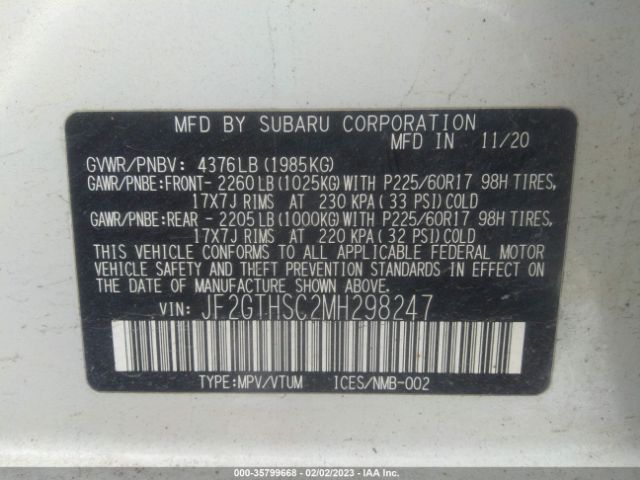 MFD BY SUBARU CORPORATION
MFD IN 11/20
GVWR/PNBV: 4376LB (1985KG)
GAWR/PNBE:FRONT- 2260 LB (1025KG) WITH P225/60R17 98H TIRES,
17X7J RIMS AT 230 KPA ( 33 PSI) COLD
GAWR/PNBE:REAR - 2205 LB (1000KG) WITH P225/60R17 98H TIRES,
17X7J RIMS AT 220 KPA ( 32 PSI) COLD
THIS VEHICLE CONFORMS TO ALL APPLICABLE FEDERAL MOTOR
VEHICLE SAFETY AND THEFT PREVENTION STANDARDS IN EFFECT
ON THE DATE OF MANUFACTURE SHOWN ABOVE.
VIN: JF2GTHSC2MH298247
TYPE:MPV/VTUM ICES/NMB-002
000-35799668 - 02/02/2023 - IAA Inc.